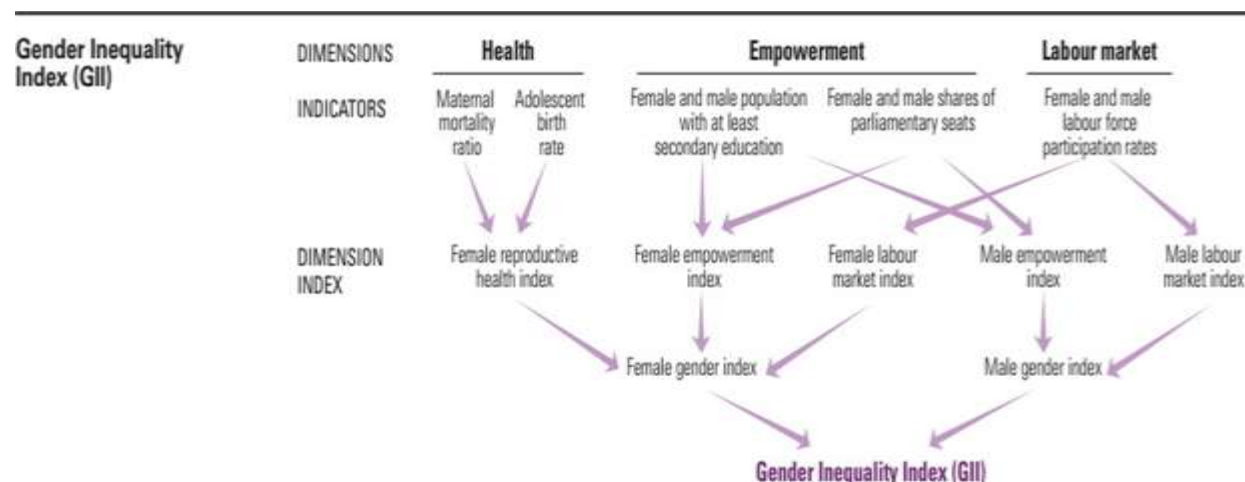 Gender Inequality
Index (GII)
DIMENSIONS
Health
Empowerment
Labour market
INDICATORS
Maternal
mortality
ratio
Adolescent
birth
rate
Female and male population
with at least
secondary education
Female and male shares of
parliamentary seats
Female and male
labour force
participation rates
DIMENSION
INDEX
Female reproductive
health index
Female empowerment
index
Female labour
market index
Male empowerment
index
Male labour
market index
Female gender index
Male gender index
Gender Inequality Index (GII)